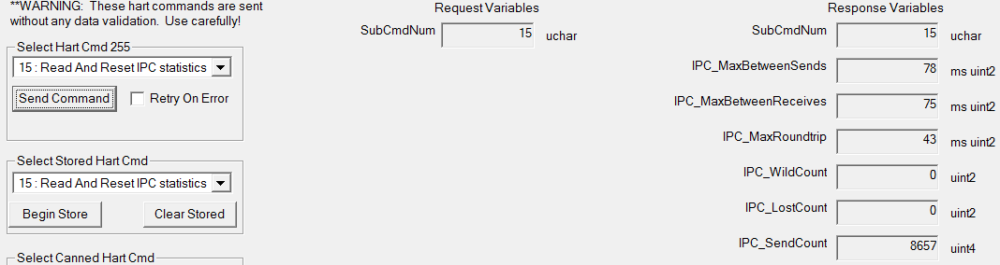 **WARNING:  These hart commands are sent
without any data validation.  Use carefully!
Select Hart Cmd 255
15 : Read And Reset IPC statistics
Send Command
Retry On Error
Select Stored Hart Cmd
15 : Read And Reset IPC statistics
Begin Store
Clear Stored
Select Canned Hart Cmd
Request Variables
SubCmdNum 15 uchar
Response Variables
SubCmdNum 15 uchar
IPC_MaxBetweenSends 78 ms uint2
IPC_MaxBetweenReceives 75 ms uint2
IPC_MaxRoundtrip 43 ms uint2
IPC_WildCount 0 uint2
IPC_LostCount 0 uint2
IPC_SendCount 8657 uint4